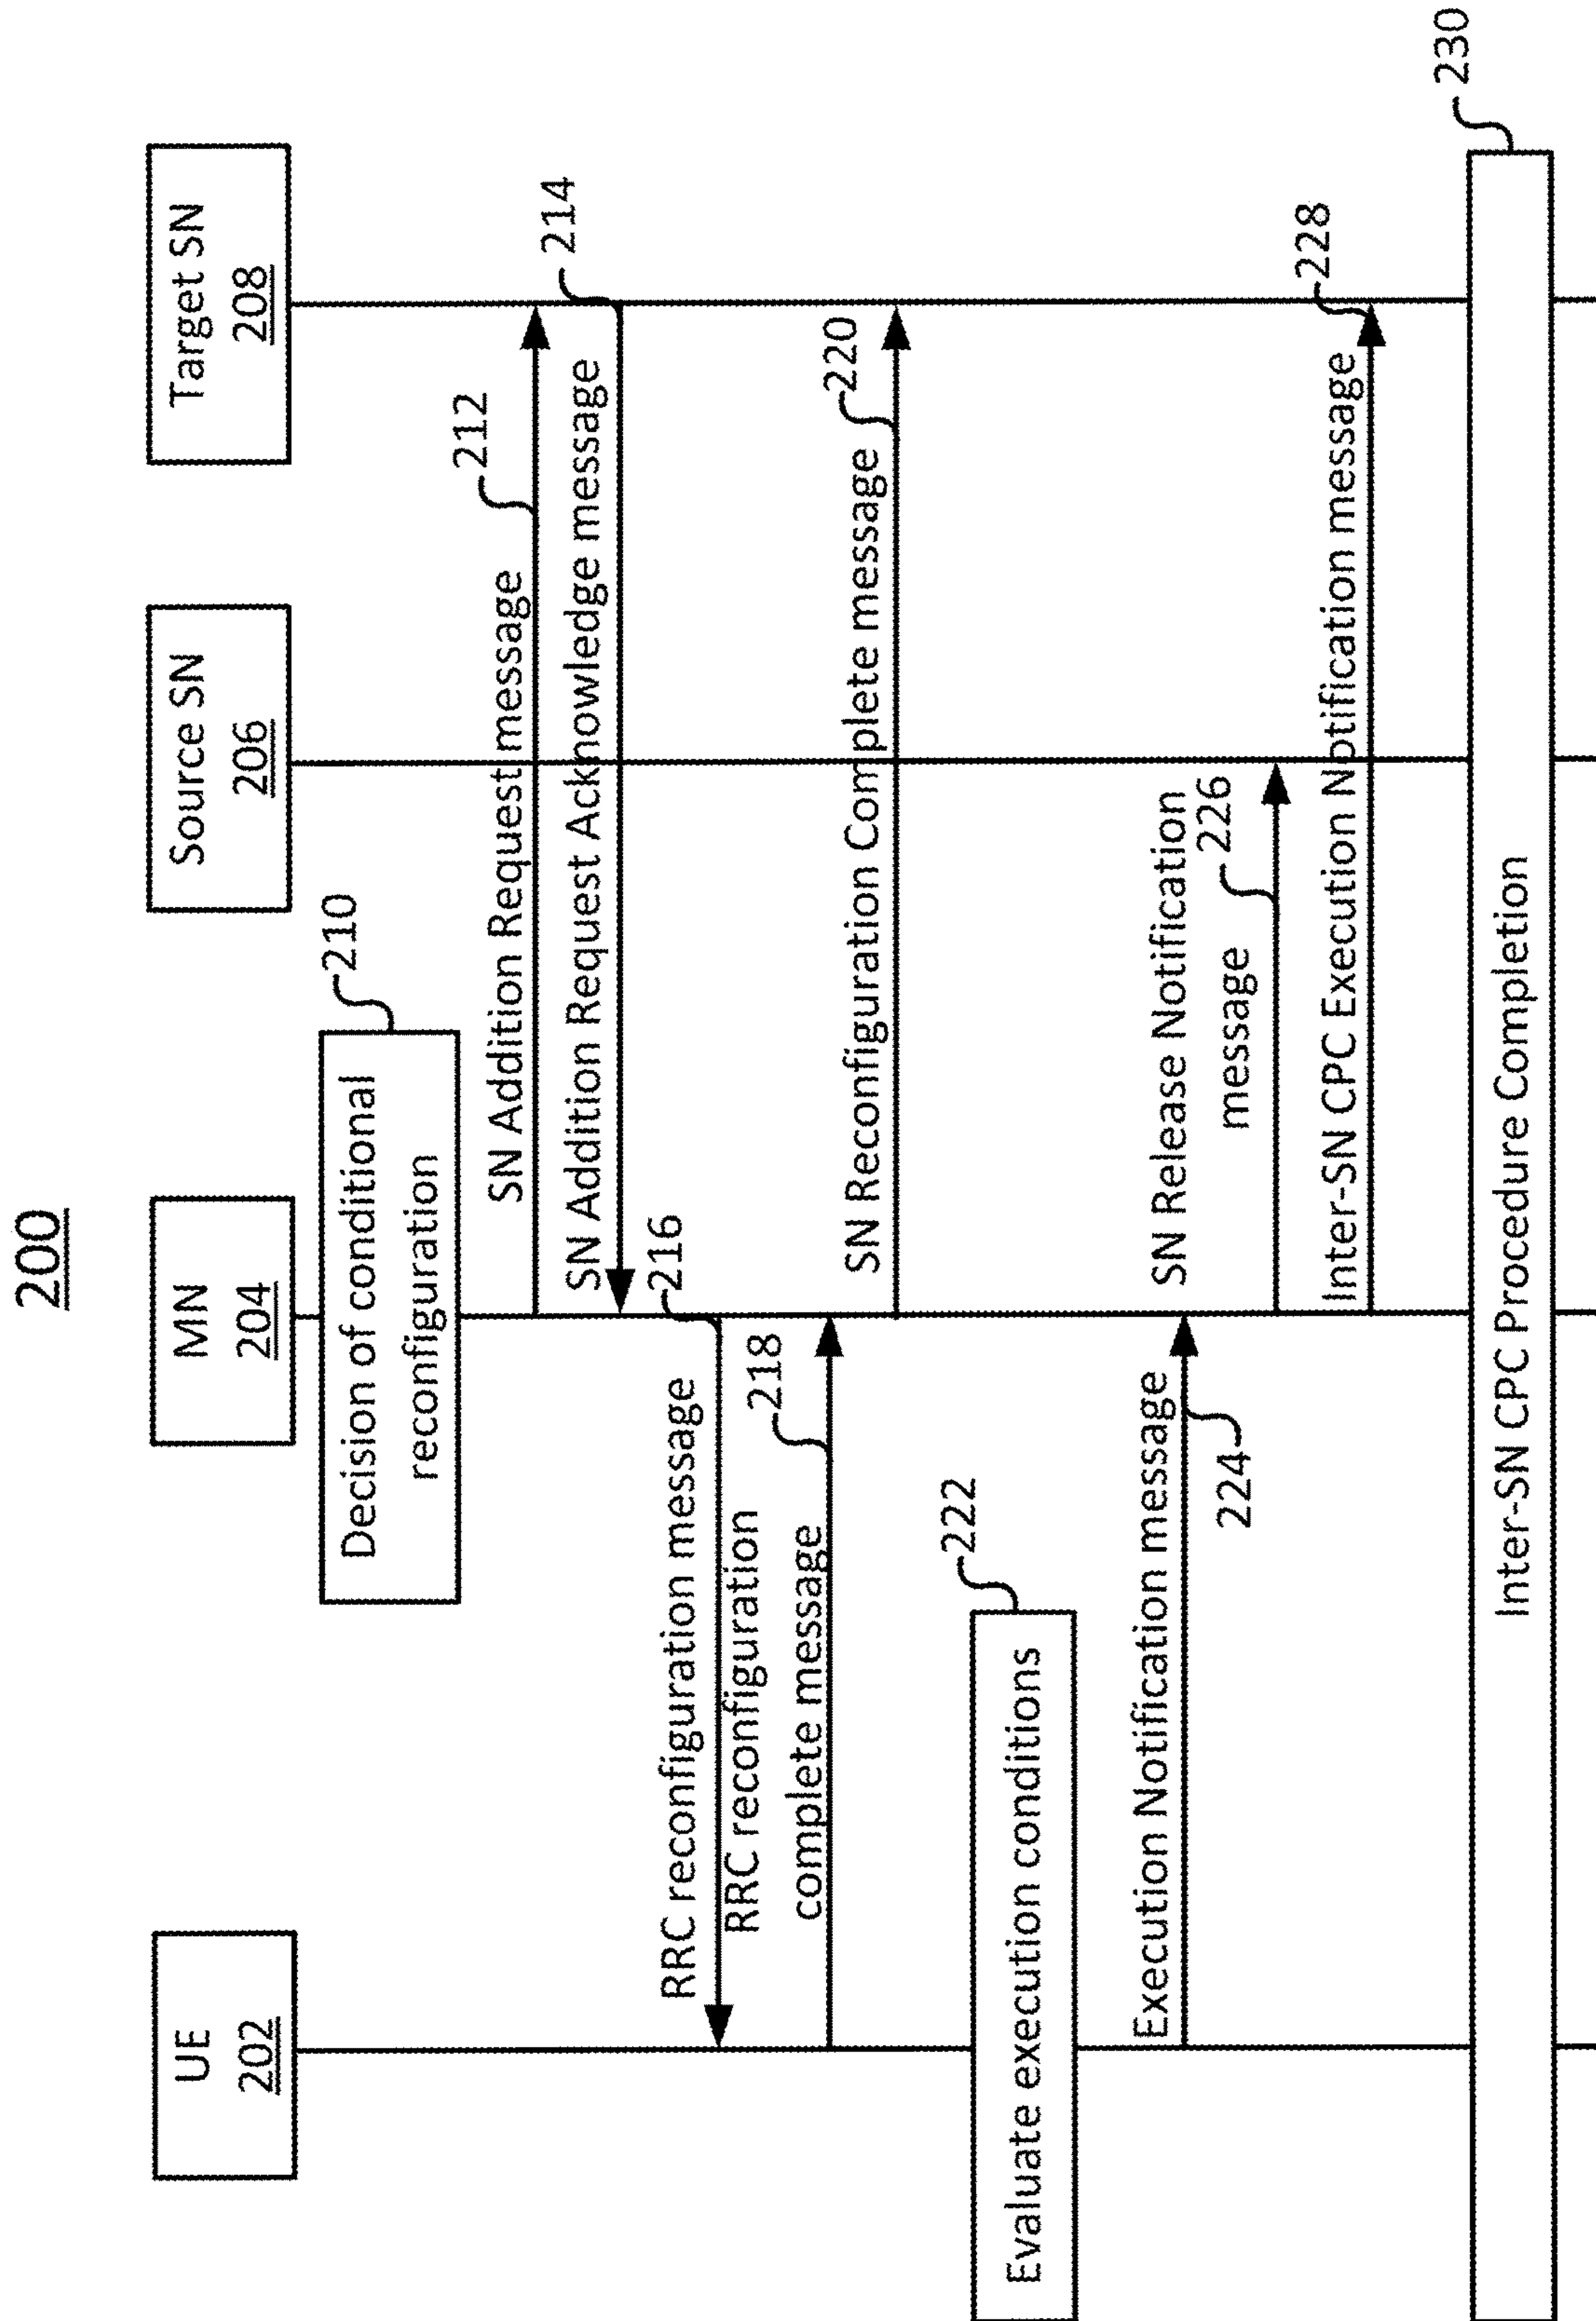 200
UE
202
MN
204
Source SN
206
Target SN
208
Decision of conditional
reconfiguration
210
SN Addition Request message
212
SN Addition Request Acknowledge message
214
216
RRC reconfiguration message
RRC reconfiguration
complete message
218
SN Reconfiguration Complete message
220
Evaluate execution conditions
222
Execution Notification message
224
SN Release Notification
message
226
Inter-SN CPC Execution Notification message
228
Inter-SN CPC Procedure Completion
230